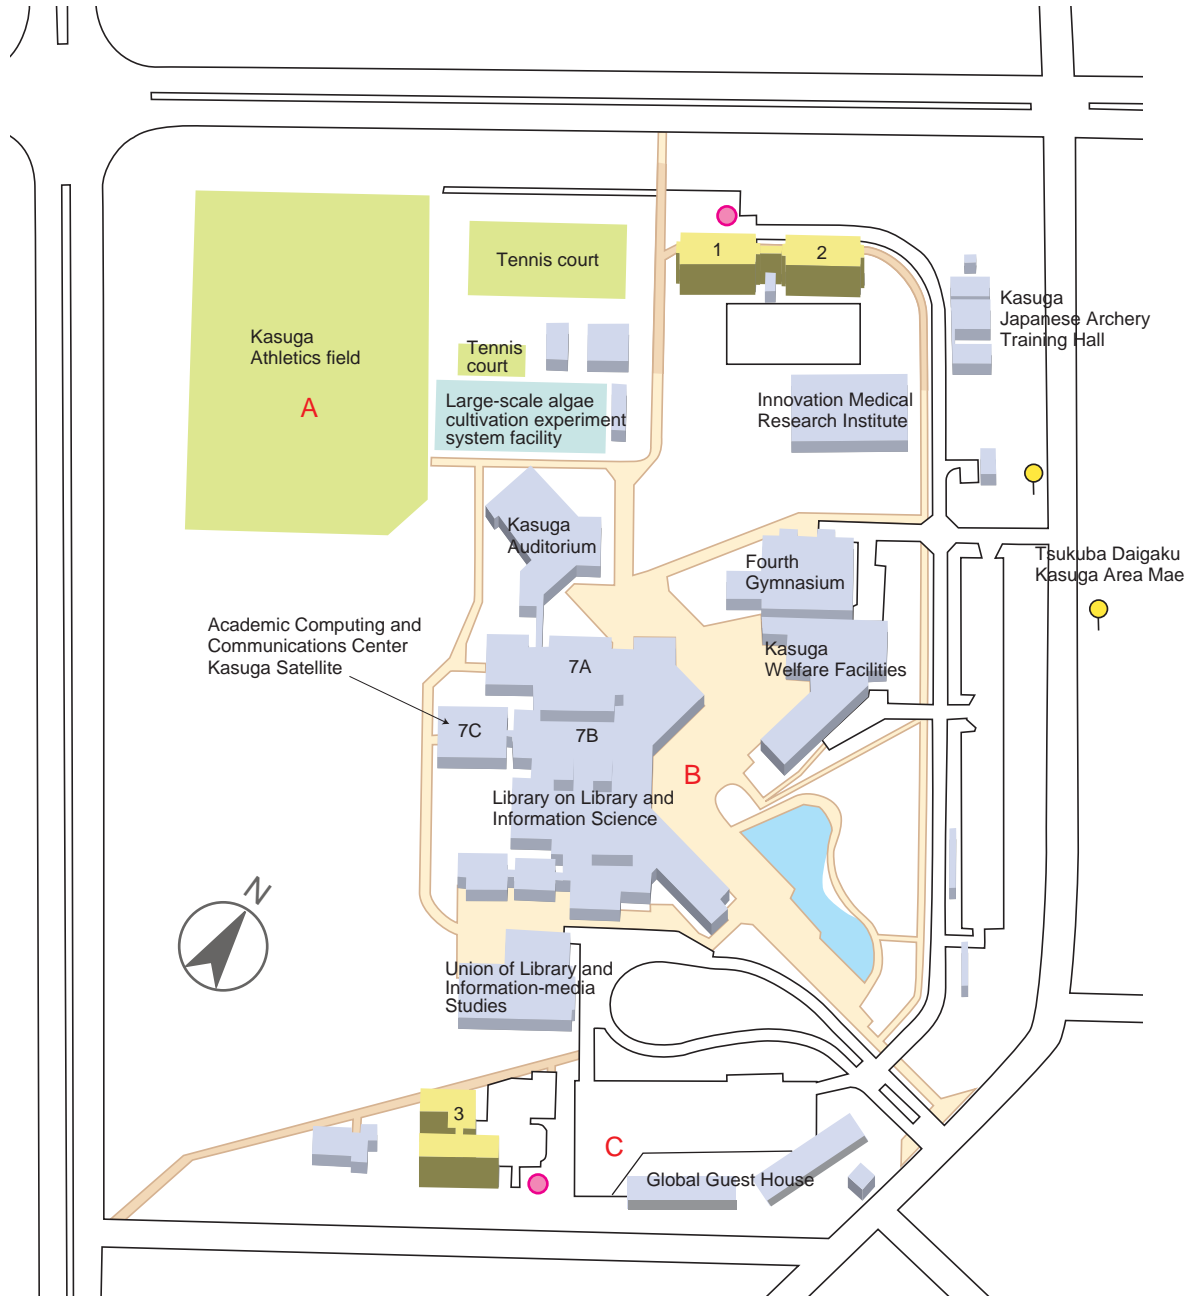 1
2
Tennis court
Kasuga
Japanese Archery
Training Hall
Kasuga
Athletics field
Tennis
court
A
Large-scale algae
cultivation experiment
system facility
Innovation Medical
Research Institute
Kasuga
Auditorium
Fourth
Gymnasium
Tsukuba Daigaku
Kasuga Area Mae
Academic Computing and
Communications Center
Kasuga Satellite
7A
Kasuga
Welfare Facilities
7C
7B
B
Library on Library and
Information Science
N
Union of Library and
Information-media
Studies
3
C
Global Guest House